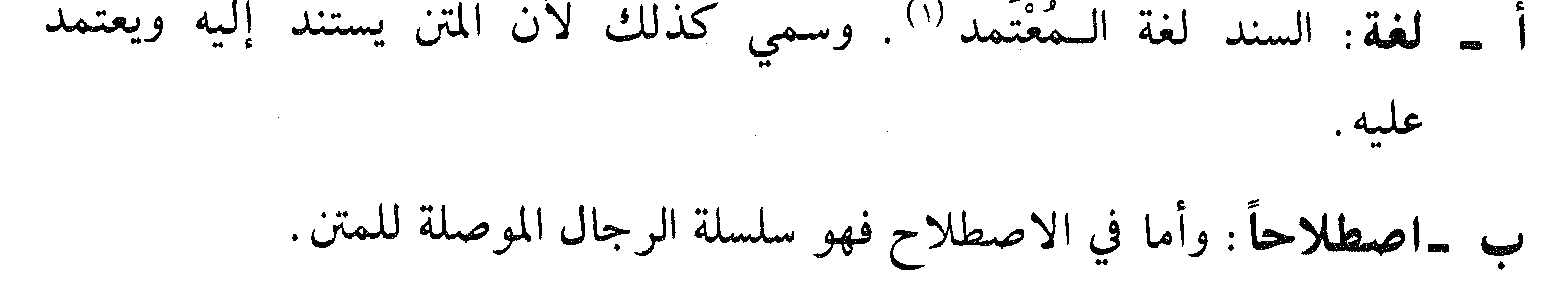 أ ـ لغة: السند لغة الـمُعْتَمد (١). وسمي كذلك لأن المتن يستند إليه ويعتمد
عليه.
ب ـ اصطلاحاً: وأما في الاصطلاح فهو سلسلة الرجال الموصلة للمتن.